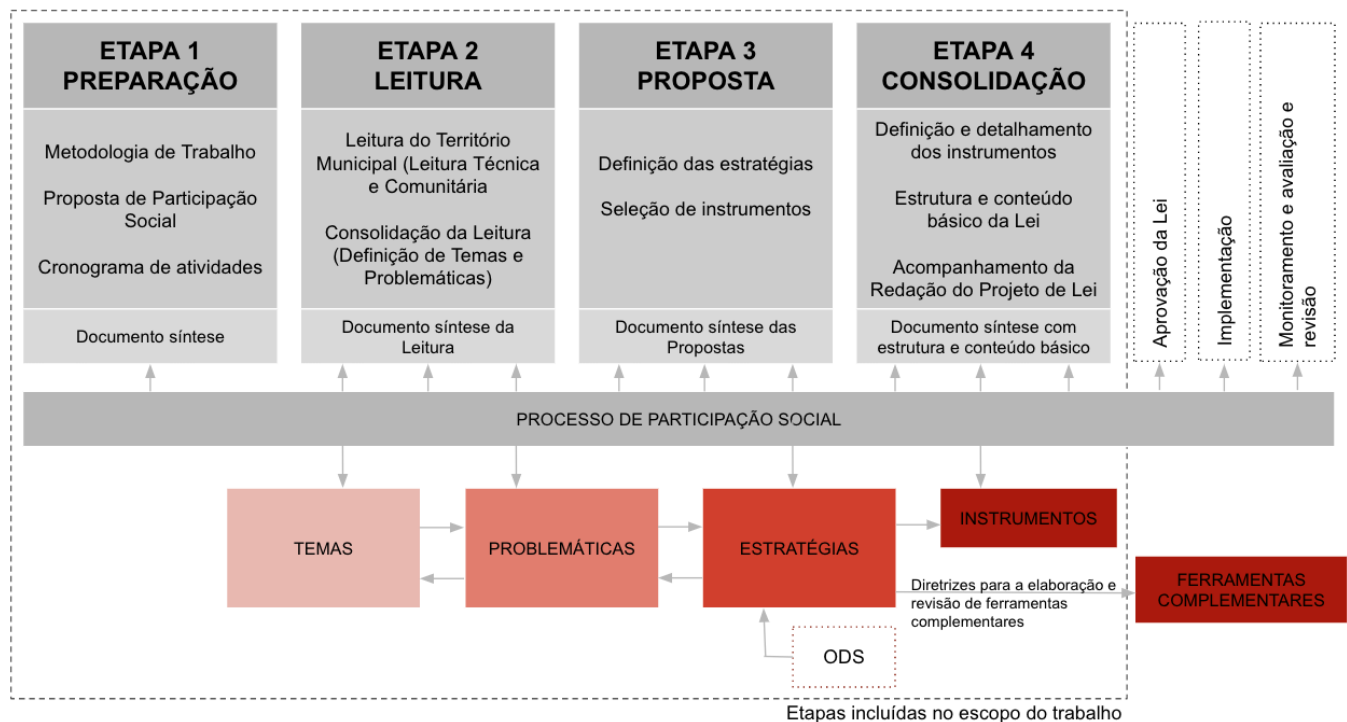 ETAPA 1
PREPARAÇÃO
Metodologia de Trabalho
Proposta de Participação
Social
Cronograma de atividades
Documento síntese
ETAPA 2
LEITURA
Leitura do Território
Municipal (Leitura Técnica
e Comunitária
Consolidação da Leitura
(Definição de Temas e
Problemáticas)
Documento síntese da
Leitura
ETAPA 3
PROPOSTA
Definição das estratégias
Seleção de instrumentos
Documento síntese das
Propostas
ETAPA 4
CONSOLIDAÇÃO
Definição e detalhamento
dos instrumentos
Estrutura e conteúdo
básico da Lei
Acompanhamento da
Redação do Projeto de Lei
Documento síntese com
estrutura e conteúdo básico
Aprovação da Lei
Implementação
Monitoramento e avaliação e
revisão
PROCESSO DE PARTICIPAÇÃO SOCIAL
TEMAS
PROBLEMÁTICAS
ESTRATÉGIAS
INSTRUMENTOS
Diretrizes para a elaboração e
revisão de ferramentas
complementares
FERRAMENTAS
COMPLEMENTARES
ODS
Etapas incluídas no escopo do trabalho